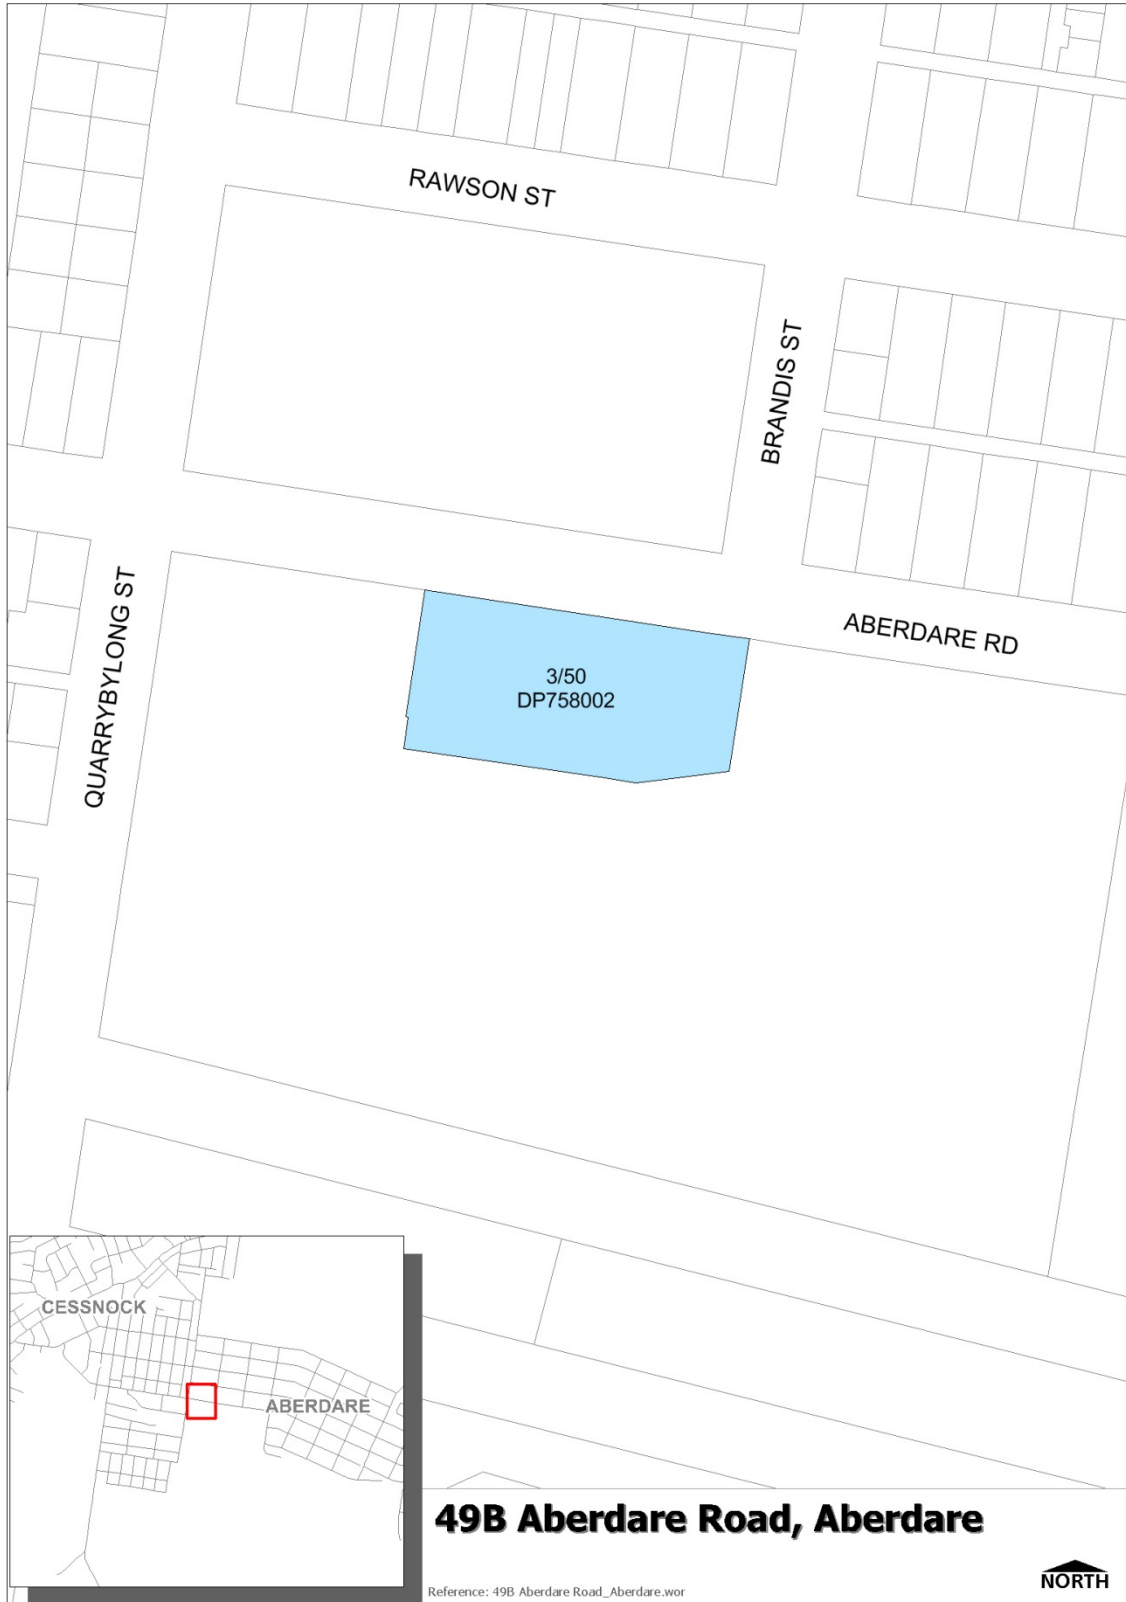 RAWSON ST
BRANDIS ST
QUARRYBYLONG ST
ABERDARE RD
3/50
DP758002
CESSNOCK
ABERDARE
49B Aberdare Road, Aberdare
Reference: 49B Aberdare Road_Aberdare.wor
NORTH